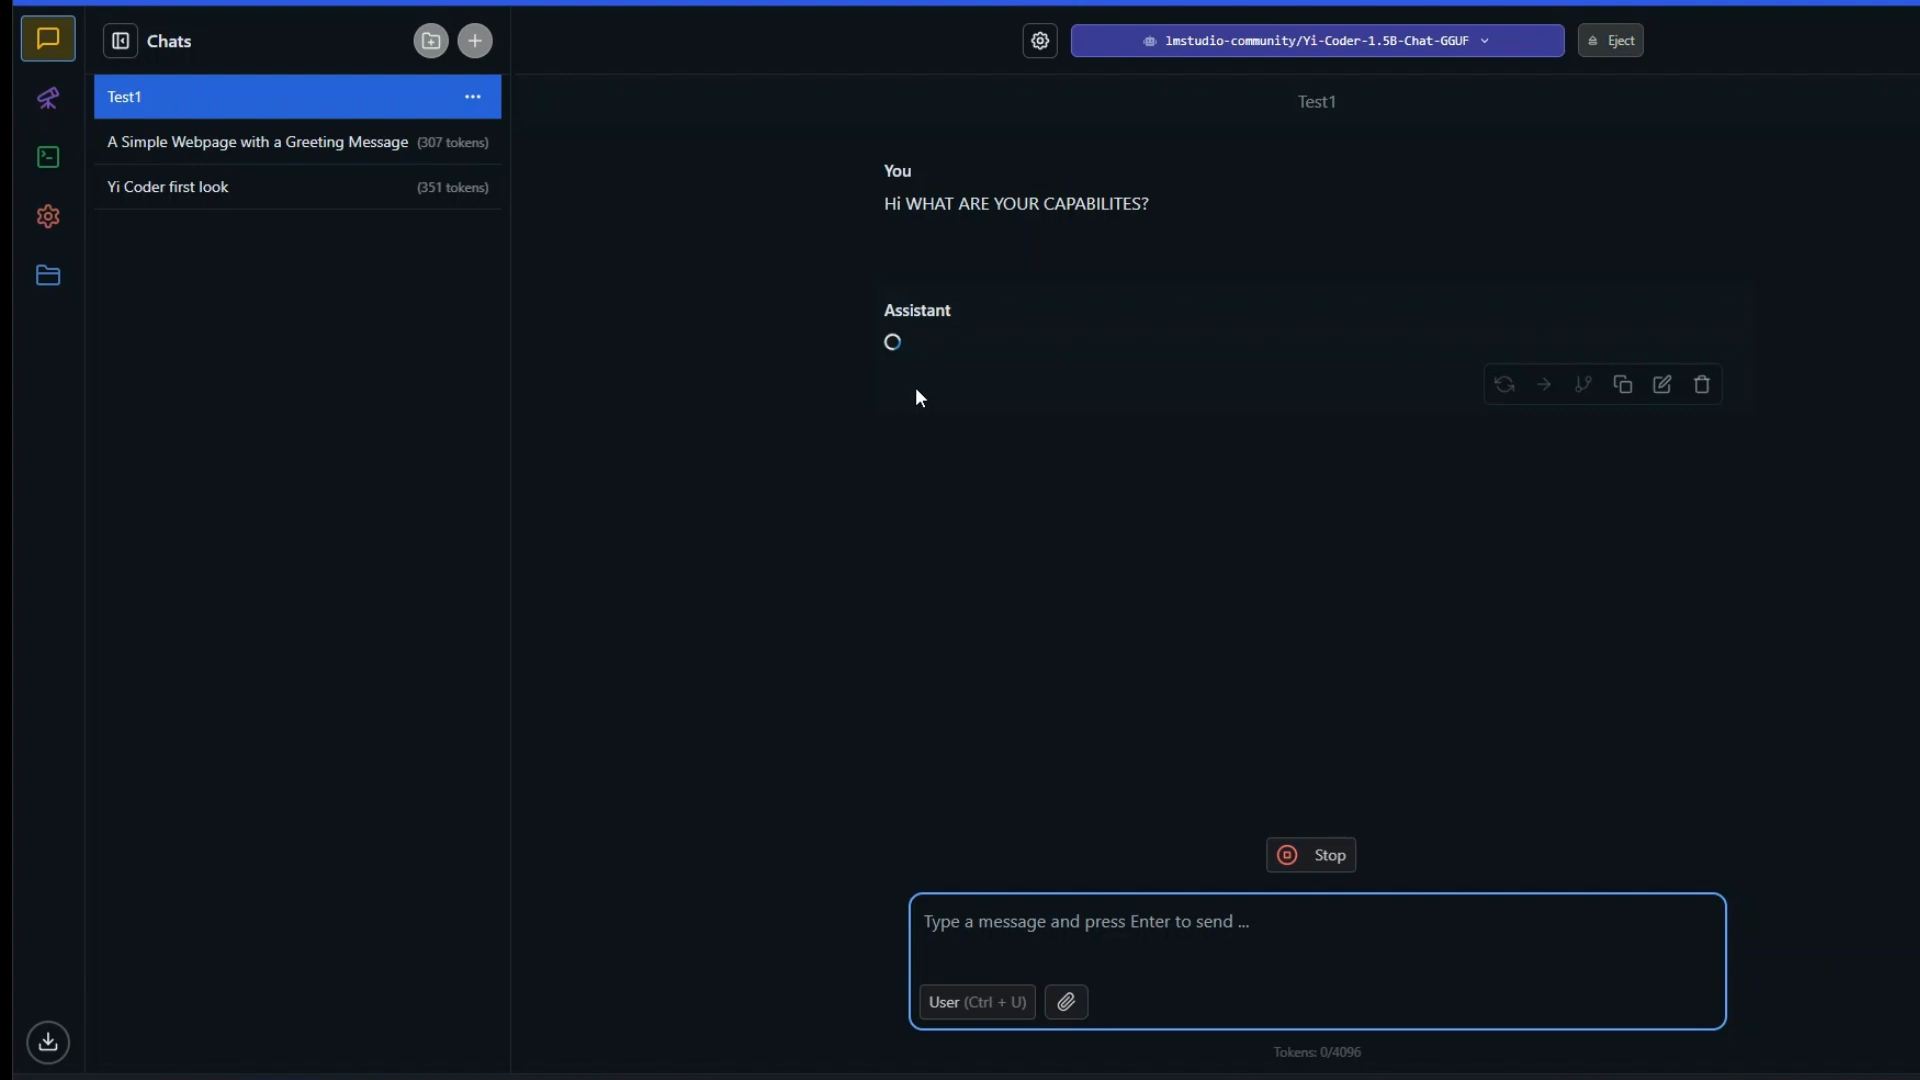 Chats
Test1
A Simple Webpage with a Greeting Message (307 tokens)
Yi Coder first look (351 tokens)
lmstudio-community/Yi-Coder-1.5B-Chat-GGUF
Eject
Test1
You
Hi WHAT ARE YOUR CAPABILITES?
Assistant
Stop
Type a message and press Enter to send ...
User (Ctrl + U)
Tokens: 0/4096